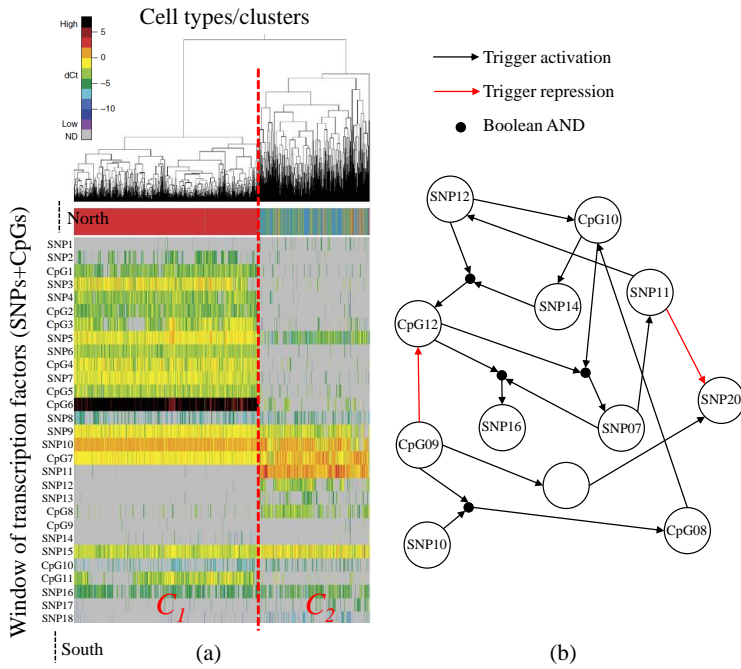 Cell types/clusters
High
5
0
dCt
−5
−10
Low
ND
Window of transcription factors (SNPs+CpGs)
North
SNP1
SNP2
CpG1
SNP3
SNP4
CpG2
CpG3
SNP5
SNP6
CpG4
SNP7
CpG5
CpG6
SNP8
SNP9
SNP10
CpG7
SNP11
SNP12
SNP13
CpG8
CpG9
SNP14
SNP15
CpG10
CpG11
SNP16
SNP17
SNP18
C1
C2
South
(a)
Trigger activation
Trigger repression
Boolean AND
SNP12
CpG10
SNP11
SNP14
CpG12
SNP20
SNP16
SNP07
CpG09
SNP10
CpG08
(b)